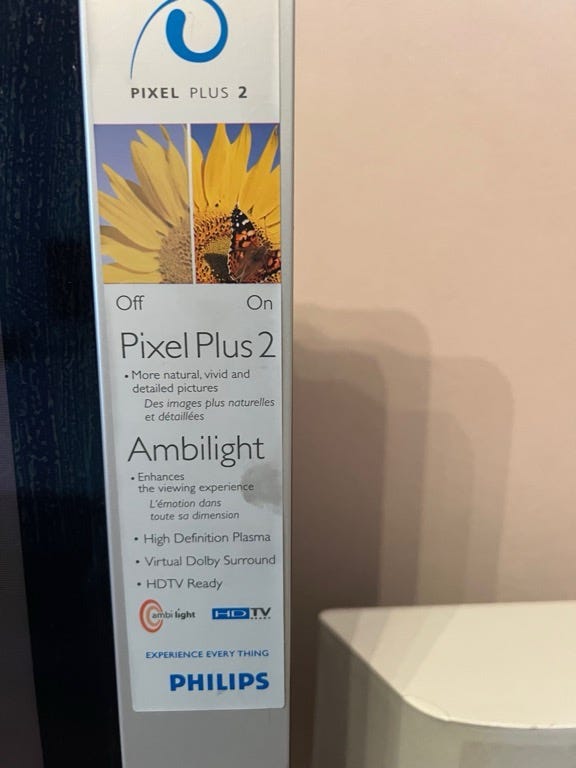 PIXEL PLUS 2
Off On
Pixel Plus 2
• More natural, vivid and
detailed pictures
Des images plus naturelles
et détaillées
Ambilight
• Enhances
the viewing experience
L'émotion dans
toute sa dimension
• High Definition Plasma
• Virtual Dolby Surround
• HDTV Ready
ambi light HDTV
READY
EXPERIENCE EVERY THING
PHILIPS